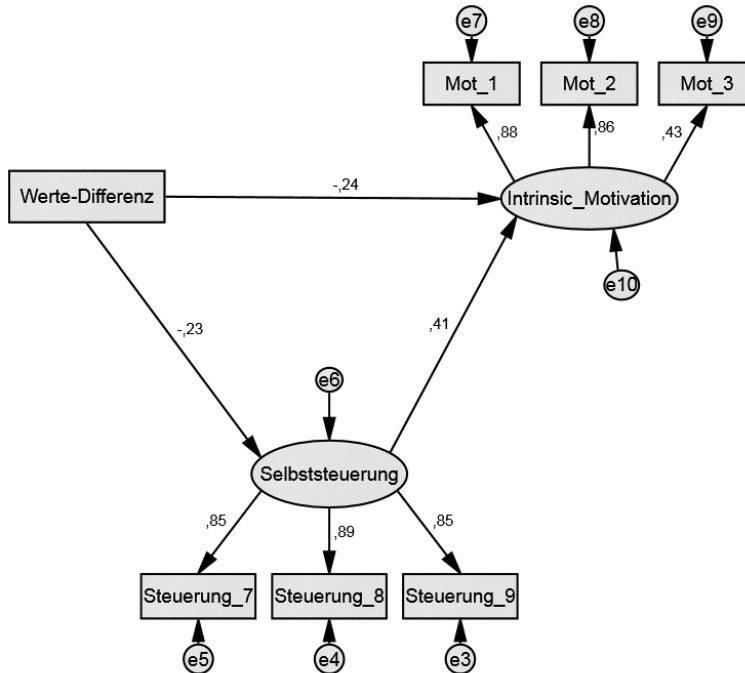 e7
e8
e9
Mot_1
Mot_2
Mot_3
,88
,86
,43
Werte-Differenz
-,24
Intrinsic_Motivation
e10
-,23
,41
e6
Selbststeuerung
,85
,89
,85
Steuerung_7
Steuerung_8
Steuerung_9
e5
e4
e3